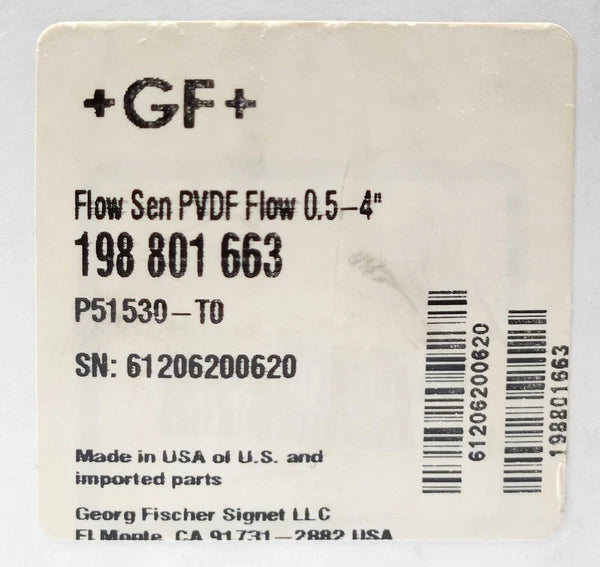 +GF+
Flow Sen PVDF Flow 0.5-4"
198 801 663
P51530-T0
SN: 61206200620
Made in USA of U.S. and
imported parts
Georg Fischer Signet LLC
El Monte, CA 91731-2882 USA
61206200620
198801663